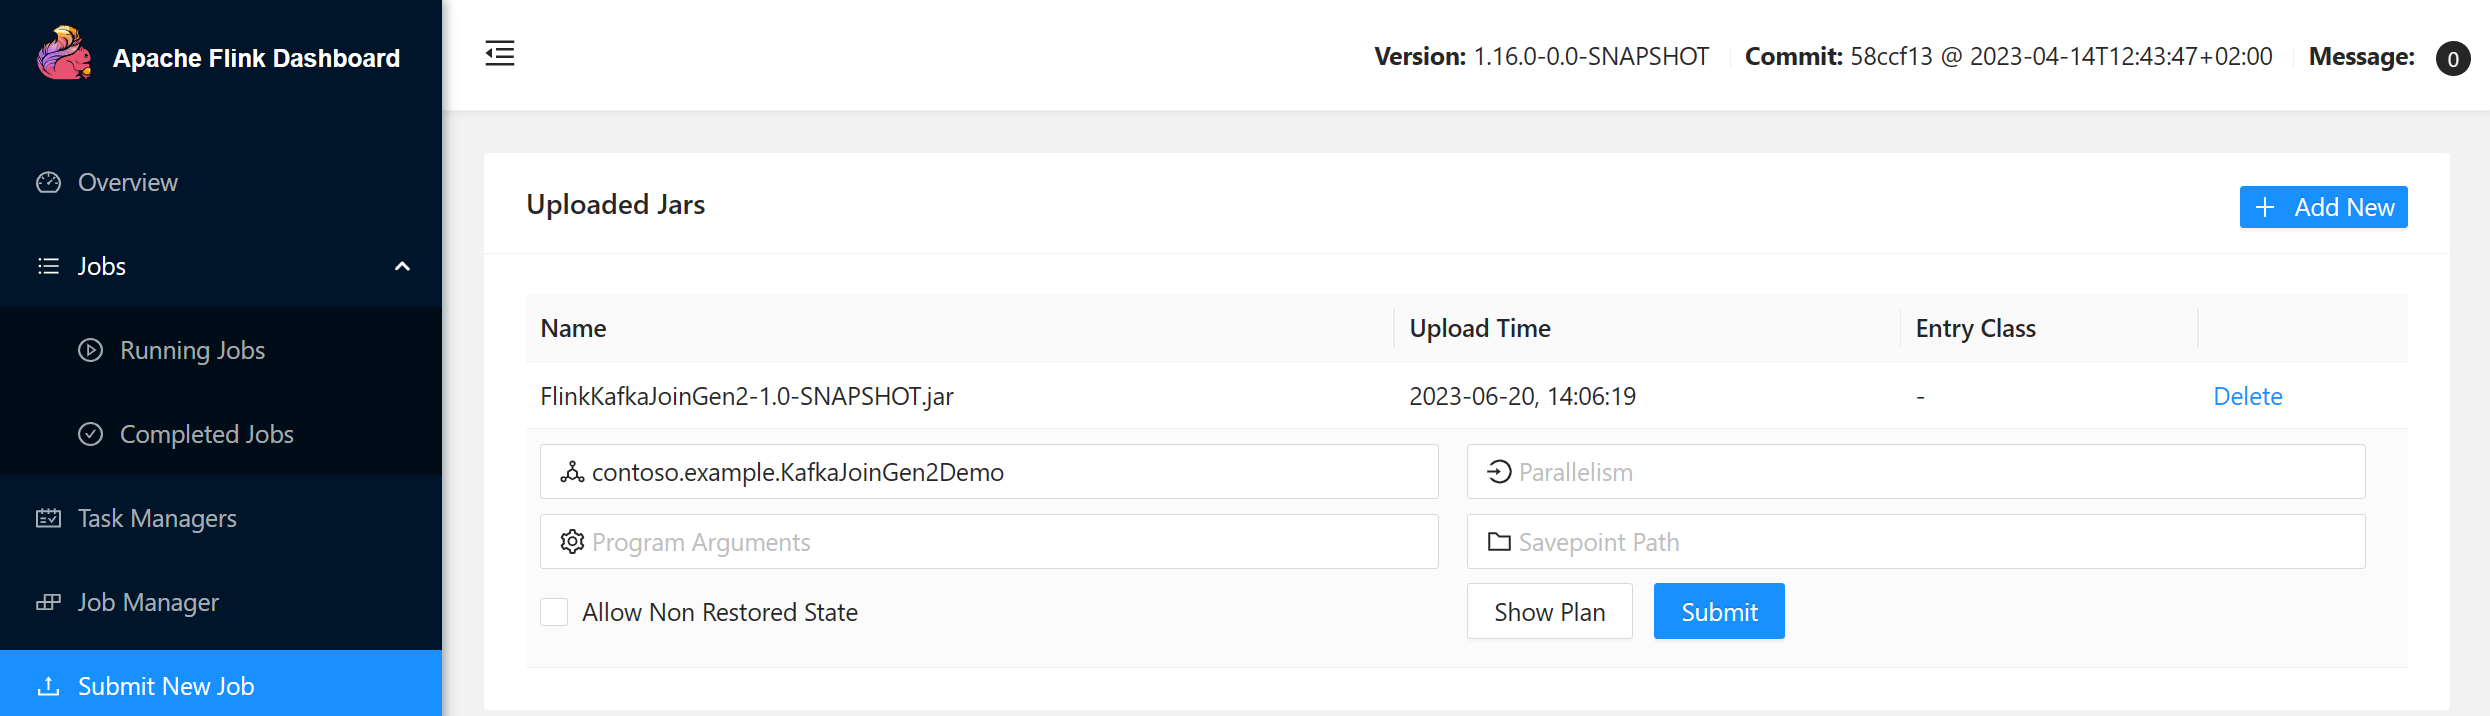 Apache Flink Dashboard
Version: 1.16.0-0.0-SNAPSHOT Commit: 58ccf13 @ 2023-04-14T12:43:47+02:00 Message: 0
Overview
Jobs
Running Jobs
Completed Jobs
Task Managers
Job Manager
Submit New Job
Uploaded Jars
+ Add New
Name Upload Time Entry Class
FlinkKafkaJoinGen2-1.0-SNAPSHOT.jar 2023-06-20, 14:06:19 - Delete
contoso.example.KafkaJoinGen2Demo Parallelism
Program Arguments Savepoint Path
Allow Non Restored State Show Plan Submit